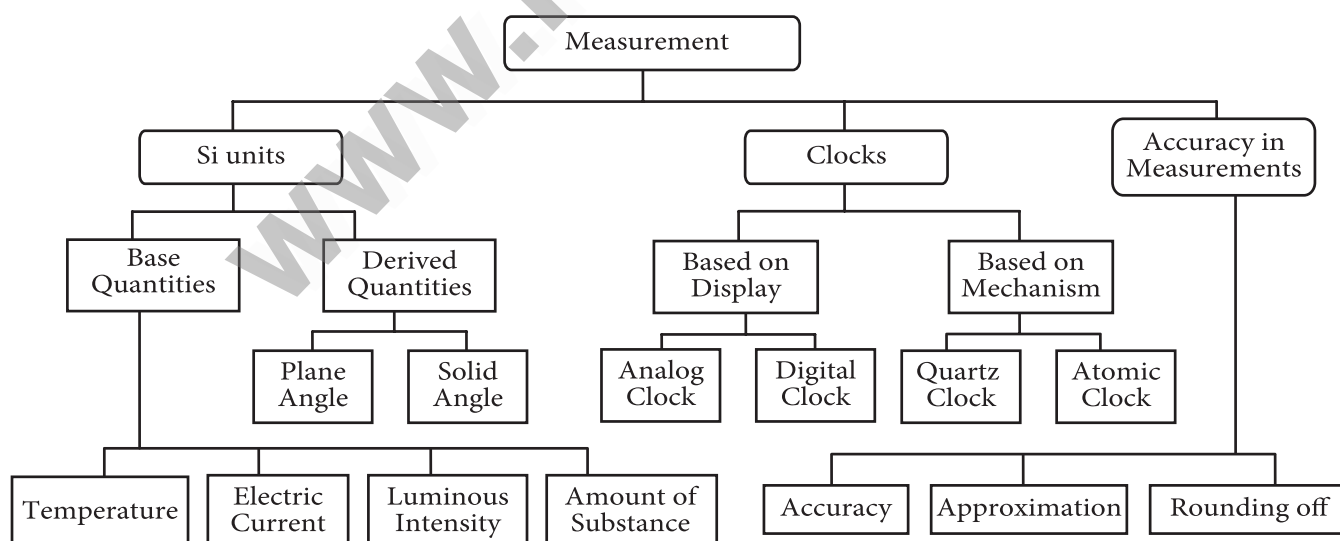 Measurement
Si units
Clocks
Accuracy in
Measurements
Base
Quantities
Derived
Quantities
Based on
Display
Based on
Mechanism
Plane
Angle
Solid
Angle
Analog
Clock
Digital
Clock
Quartz
Clock
Atomic
Clock
Temperature
Electric
Current
Luminous
Intensity
Amount of
Substance
Accuracy
Approximation
Rounding off
www.